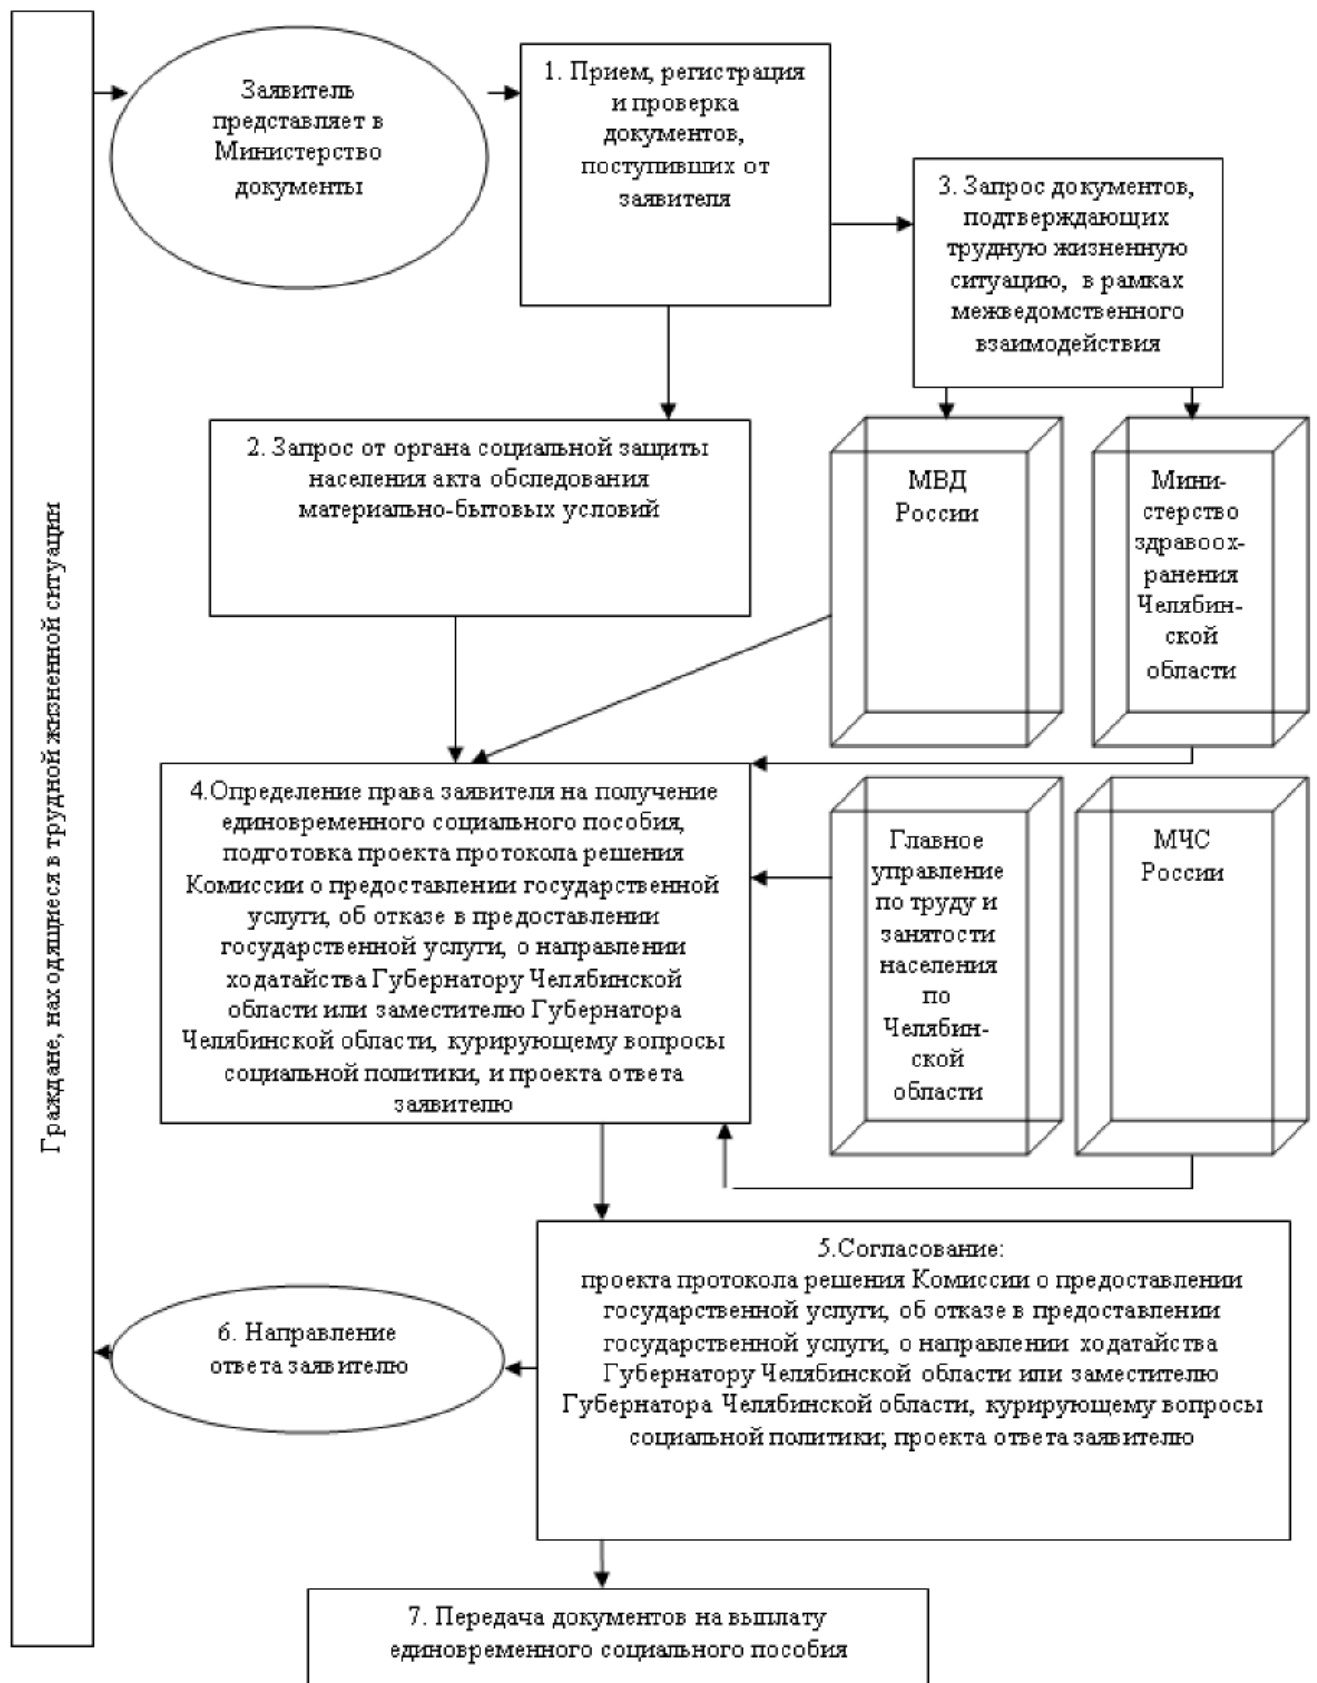 Граждане, находящиеся в трудной жизненной ситуации
Заявитель
представляет в
Министерство
документы
1. Прием, регистрация
и проверка
документов,
поступивших от
заявителя
3. Запрос документов,
подтверждающих
трудную жизненную
ситуацию, в рамках
межведомственного
взаимодействия
2. Запрос от органа социальной защиты
населения акта обследования
материально-бытовых условий
МВД
России
Мини-
стерство
здравоох-
ранения
Челябин-
ской
области
4.Определение права заявителя на получение
единовременного социального пособия,
подготовка проекта протокола решения
Комиссии о предоставлении государственной
услуги, об отказе в предоставлении
государственной услуги, о направлении
ходатайства Губернатору Челябинской
области или заместителю Губернатора
Челябинской области, курирующему вопросы
социальной политики, и проекта ответа
заявителю
Главное
управление
по труду и
занятости
населения
по
Челябин-
ской
области
МЧС
России
5.Согласование:
проекта протокола решения Комиссии о предоставлении
государственной услуги, об отказе в предоставлении
государственной услуги, о направлении ходатайства
Губернатору Челябинской области или заместителю
Губернатора Челябинской области, курирующему вопросы
социальной политики; проекта ответа заявителю
6. Направление
ответа заявителю
7. Передача документов на выплату
единовременного социального пособия